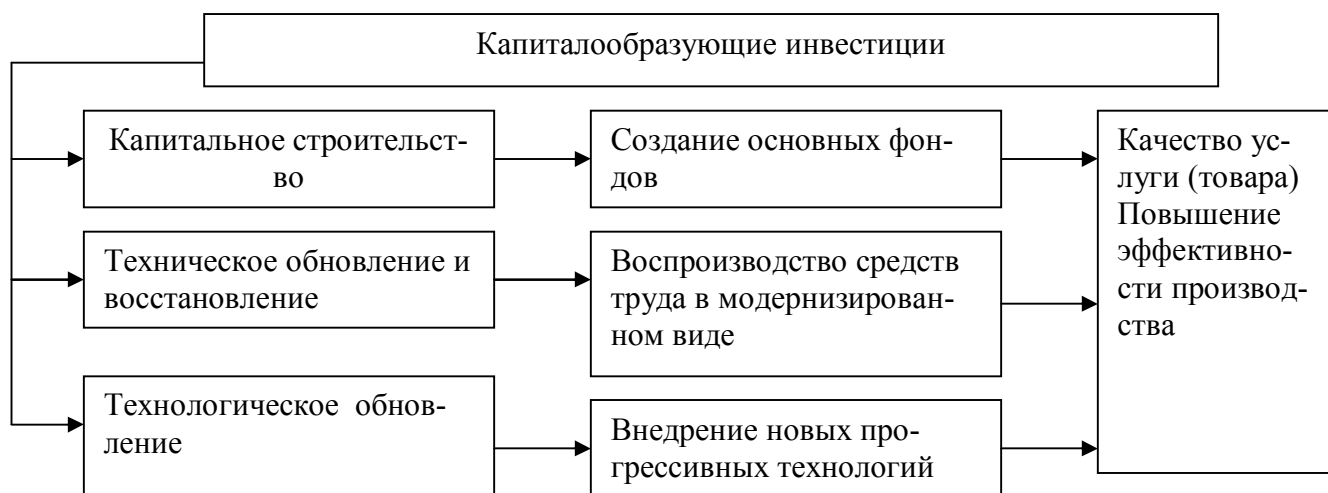 Капиталообразующие инвестиции
Капитальное строительст-
во
Создание основных фон-
дов
Качество ус-
луги (товара)
Повышение
эффективно-
сти производ-
ства
Техническое обновление и
восстановление
Воспроизводство средств
труда в модернизирован-
ном виде
Технологическое обнов-
ление
Внедрение новых про-
грессивных технологий